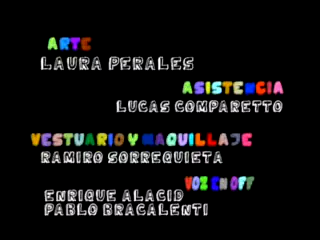 ARTE
LAURA PERALES
ASISTENCIA
LUCAS COMPARETTO
VESTUARIO Y MAQUILLAJE
RAMIRO SORREQUIETA
VOZ EN OFF
ENRIQUE ALACID
PABLO BRACALENTI